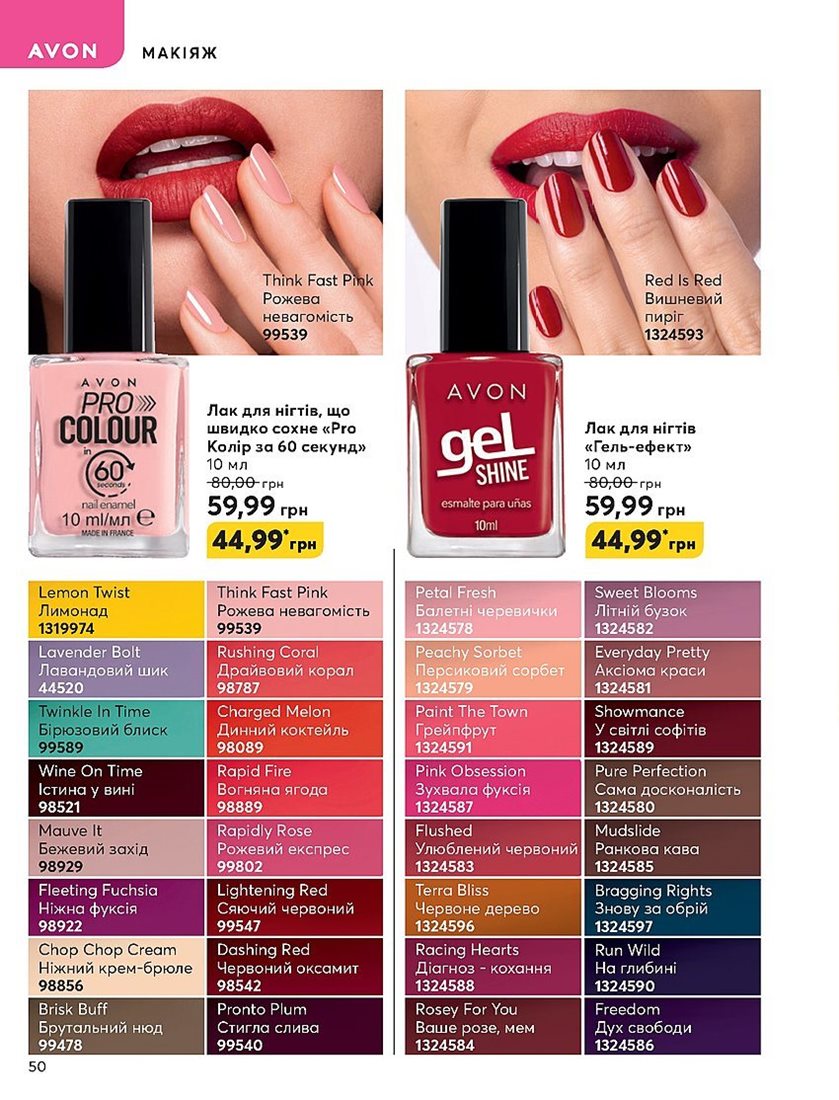 AVON
МАКІЯЖ
Think Fast Pink
Рожева
невагомість
99539
AVON
PRO
COLOUR
in
60
seconds
nail enamel
10 ml/мл e
MADE IN FRANCE
Лак для нігтів, що
швидко сохне «Pro
Колір за 60 секунд»
10 мл
80,00 грн
59,99 грн
44,99* грн
Red Is Red
Вишневий
пиріг
1324593
AVON
gel
SHINE
esmalte para uñas
10ml
Лак для нігтів
«Гель-ефект»
10 мл
80,00 грн
59,99 грн
44,99* грн
Lemon Twist
Лимонад
1319974
Think Fast Pink
Рожева невагомість
99539
Lavender Bolt
Лавандовий шик
44520
Rushing Coral
Драйвовий корал
98787
Twinkle In Time
Бірюзовий блиск
99589
Charged Melon
Динний коктейль
98089
Wine On Time
Істина у вині
98521
Rapid Fire
Вогняна ягода
98889
Mauve It
Бежевий захід
98929
Rapidly Rose
Рожевий експрес
99802
Fleeting Fuchsia
Ніжна фуксія
98922
Lightening Red
Сяючий червоний
99547
Chop Chop Cream
Ніжний крем-брюле
98856
Dashing Red
Червоний оксамит
98542
Brisk Buff
Брутальний нюд
99478
Pronto Plum
Стигла слива
99540
Petal Fresh
Балетні черевички
1324578
Sweet Blooms
Літній бузок
1324582
Peachy Sorbet
Персиковий сорбет
1324579
Everyday Pretty
Аксіома краси
1324581
Paint The Town
Грейпфрут
1324591
Showmance
У світлі софітів
1324589
Pink Obsession
Зухвала фуксія
1324587
Pure Perfection
Сама досконалість
1324580
Flushed
Улюблений червоний
1324583
Mudslide
Ранкова кава
1324585
Terra Bliss
Червоне дерево
1324596
Bragging Rights
Знову за обрій
1324597
Racing Hearts
Діагноз - кохання
1324588
Run Wild
На глибині
1324590
Rosey For You
Ваше розе, мем
1324584
Freedom
Дух свободи
1324586
50